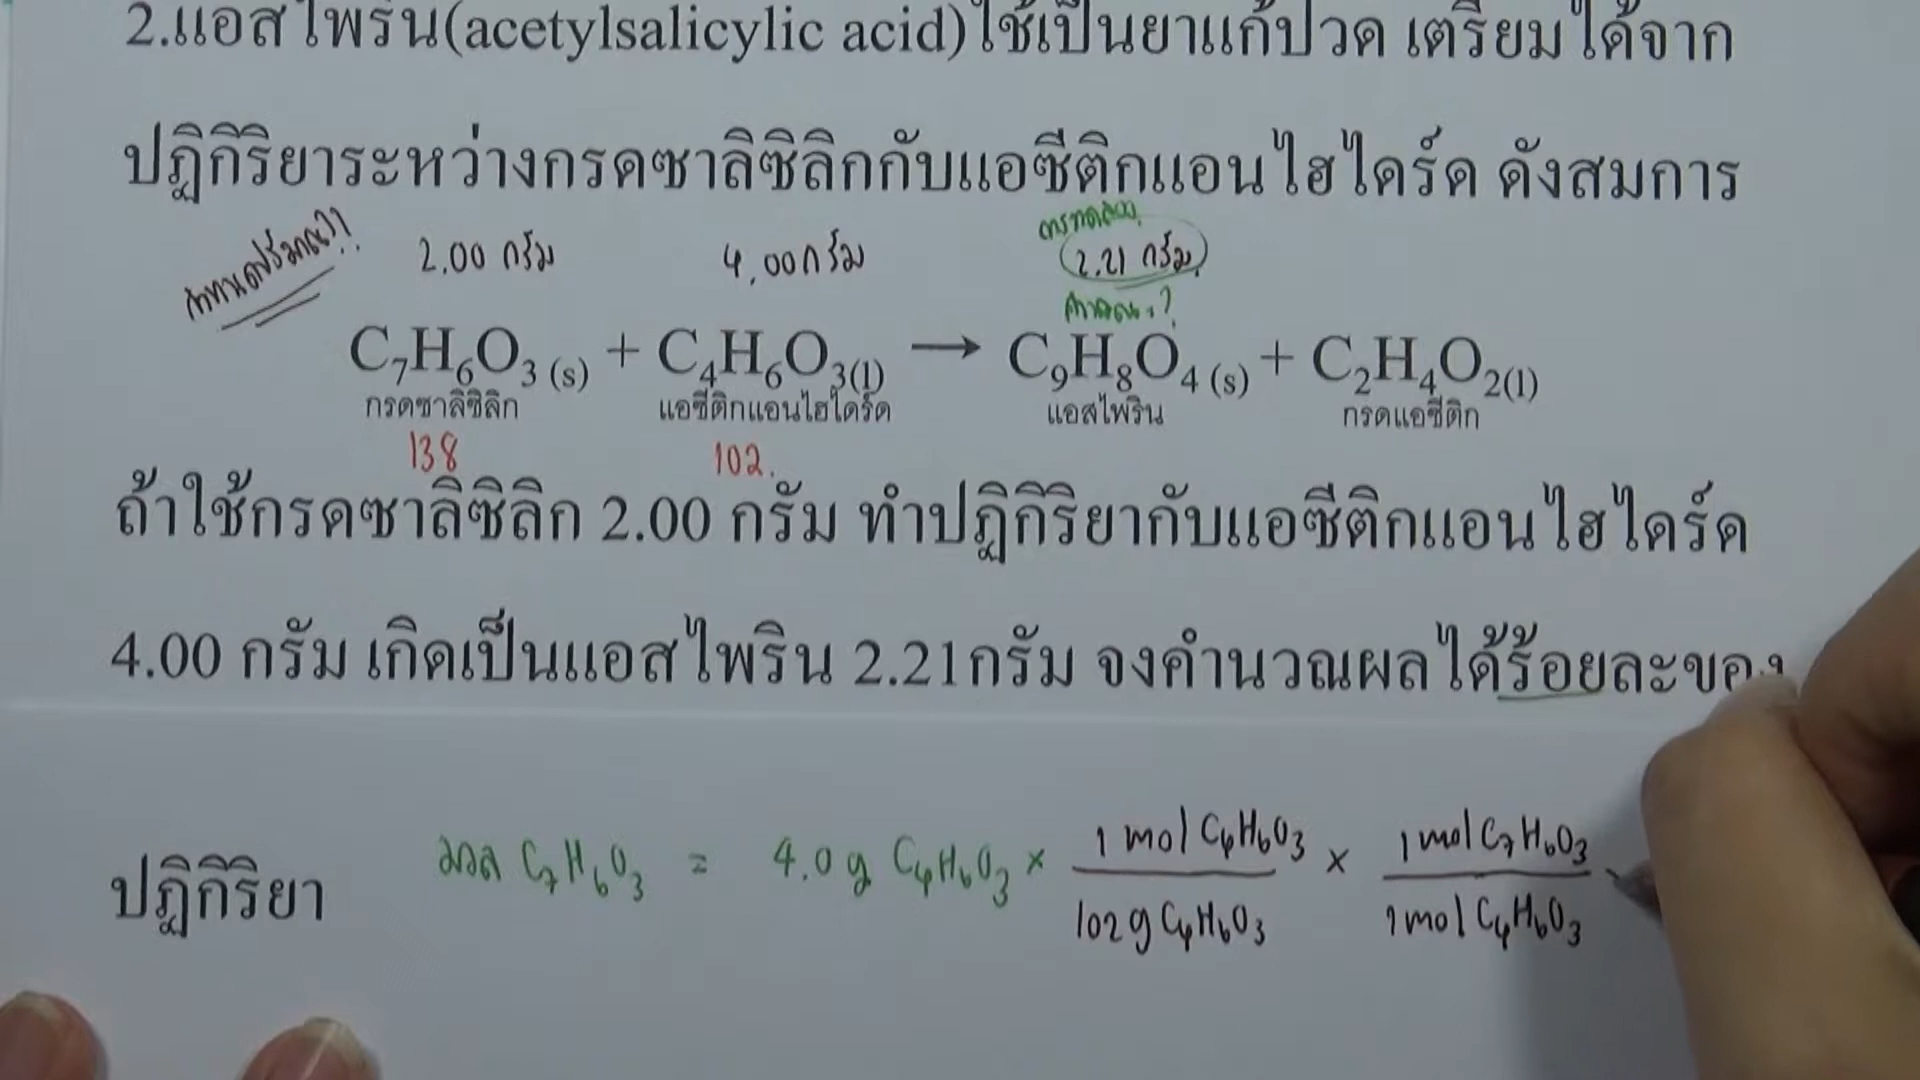 2.แอสไพริน(acetylsalicylic acid)ใช้เป็นยาแก้ปวด เตรียมได้จาก
ปฏิกิริยาระหว่างกรดซาลิซิลิกกับแอซีติกแอนไฮไดร์ด ดังสมการ
2.00 กรัม 4.00 กรัม 2.21 กรัม
C₇H₆O₃ (s) + C₄H₆O₃(l) → C₉H₈O₄ (s) + C₂H₄O₂(l)
กรดซาลิซิลิก แอซีติกแอนไฮไดร์ด แอสไพริน กรดแอซีติก
138 102.
ถ้าใช้กรดซาลิซิลิก 2.00 กรัม ทำปฏิกิริยากับแอซีติกแอนไฮไดร์ด
4.00 กรัม เกิดเป็นแอสไพริน 2.21กรัม จงคำนวณผลได้ร้อยละของ
ปฏิกิริยา มวล C₇H₆O₃ = 4.0 g C₄H₆O₃ × 1 mol C₄H₆O₃ × 1 mol C₇H₆O₃
102 g C₄H₆O₃ 1 mol C₄H₆O₃